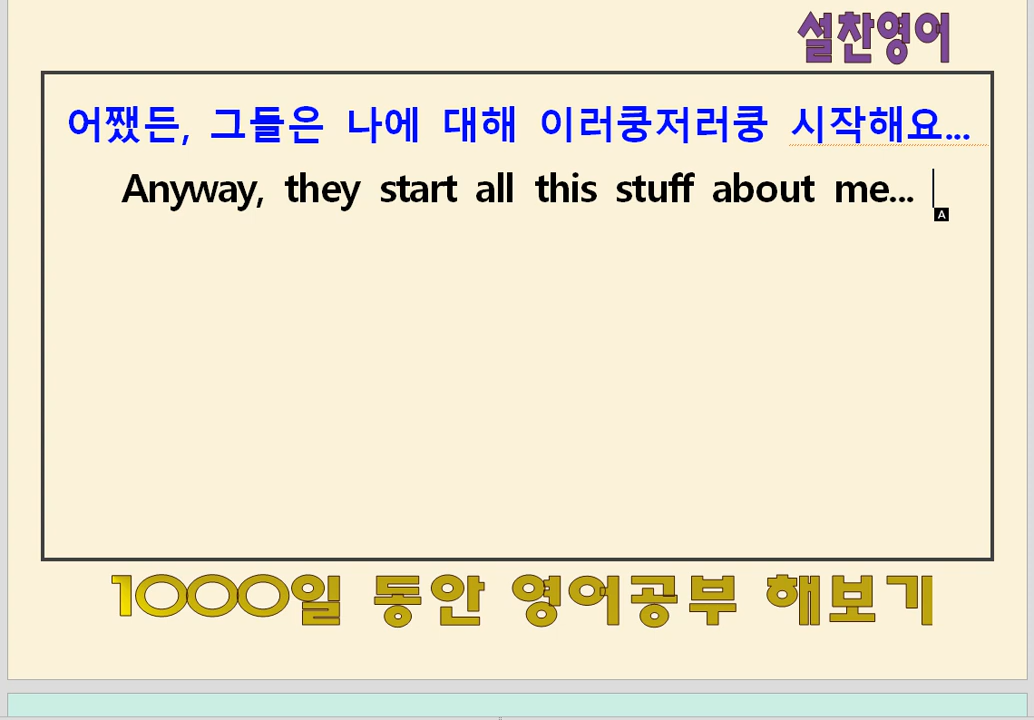 설찬영어
어쨌든, 그들은 나에 대해 이러쿵저러쿵 시작해요...
Anyway, they start all this stuff about me...
A
1000일 동안 영어공부 해보기